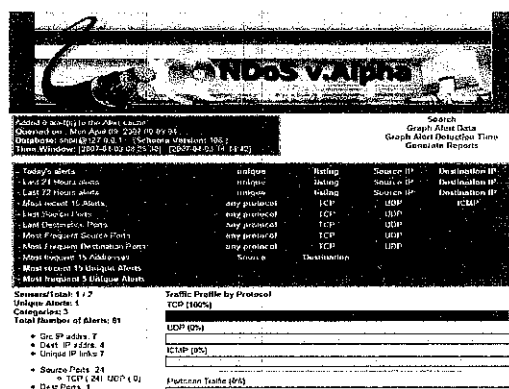 NDoS v.Alpha
Added 0 alert(s) to the Alert cache
Queried on : Mon April 09, 2007 00:09:04
Database: snort@127.0.0.1 (Schema Version: 106)
Time Window: [2007-04-03 08:25:30] - [2007-04-03 14:14:42]
Search
Graph Alert Data
Graph Alert Detection Time
Generate Reports
- Today's alerts unique listing Source IP Destination IP
- Last 24 Hours alerts unique listing Source IP Destination IP
- Last 72 Hours alerts unique listing Source IP Destination IP
- Most recent 15 Alerts any protocol TCP UDP ICMP
- Last Source Ports any protocol TCP UDP
- Last Destination Ports any protocol TCP UDP
- Most Frequent Source Ports any protocol TCP UDP
- Most Frequent Destination Ports any protocol TCP UDP
- Most frequent 15 Addresses Source Destination
- Most recent 15 Unique Alerts
- Most frequent 5 Unique Alerts
Sensors/Total: 1 / 2
Unique Alerts: 1
Categories: 3
Total Number of Alerts: 81
Src IP addrs: 7
Dest. IP addrs: 4
Unique IP links 7
Source Ports: 24
TCP ( 24) UDP ( 0)
Dest Ports: 1
Traffic Profile by Protocol
TCP (100%)
UDP (0%)
ICMP (0%)
Portscan Traffic (0%)